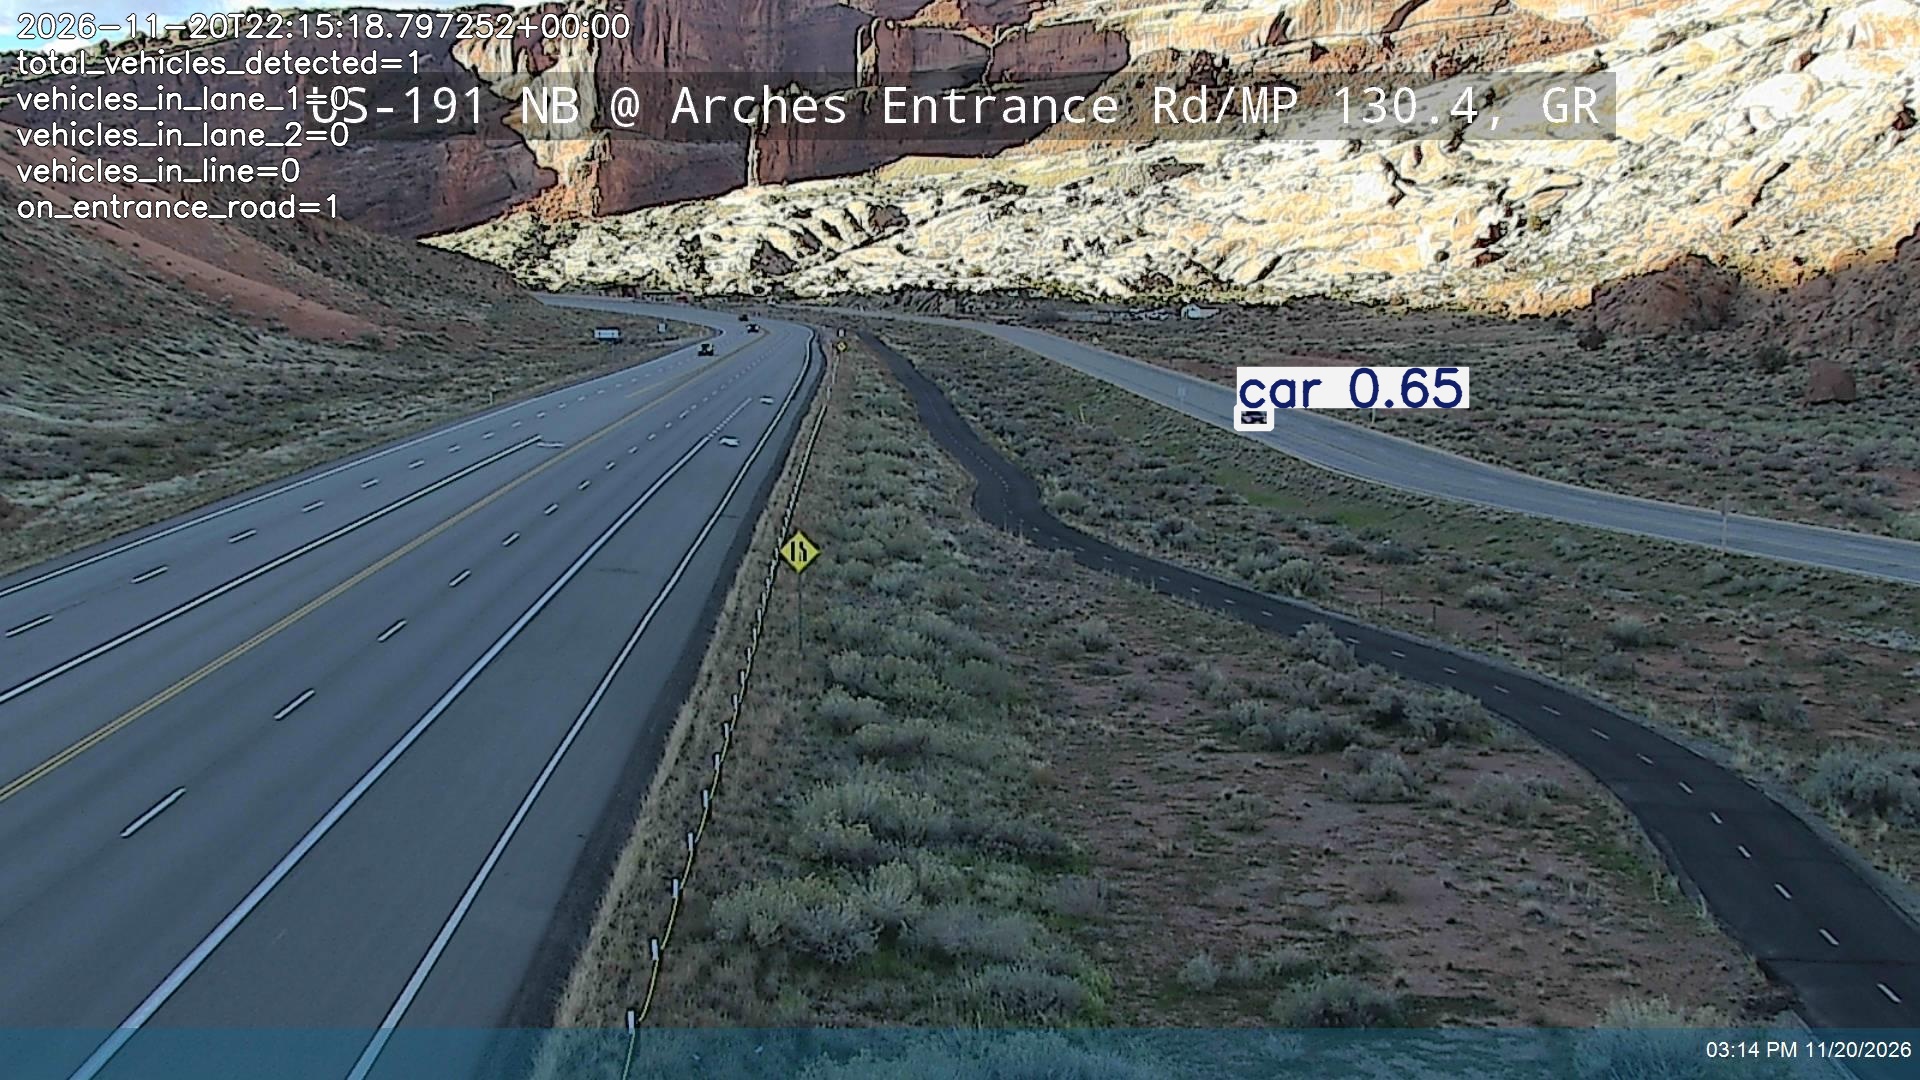 2026-11-20T22:15:18.797252+00:00
total_vehicles_detected=1
vehicles_in_lane_1=0
US-191 NB @ Arches Entrance Rd/MP 130.4, GR
vehicles_in_lane_2=0
vehicles_in_line=0
on_entrance_road=1
car 0.65
03:14 PM 11/20/2026